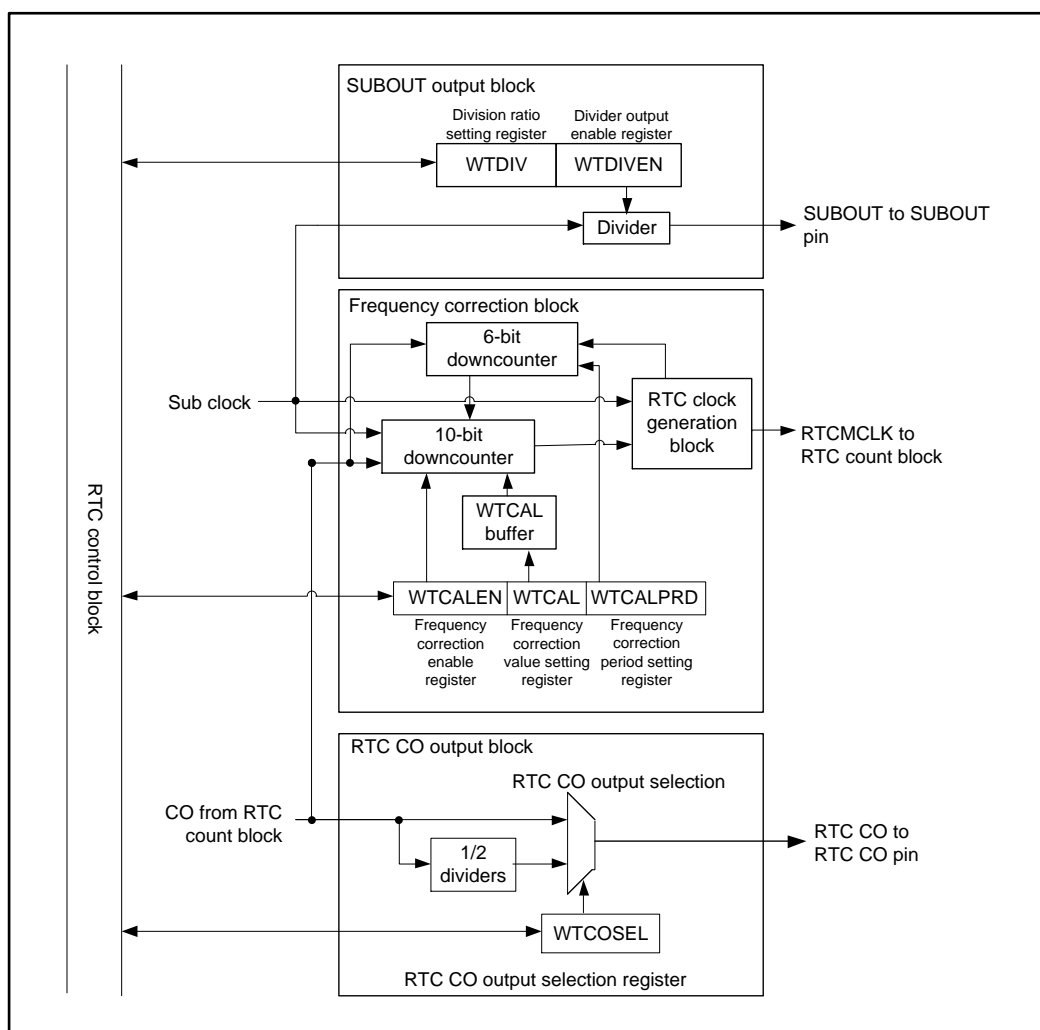 SUBOUT output block
Division ratio
setting register
Divider output
enable register
WTDIV
WTDIVEN
Divider
SUBOUT to SUBOUT
pin
Frequency correction block
6-bit
downcounter
Sub clock
10-bit
downcounter
RTC clock
generation
block
RTCMCLK to
RTC count block
WTCAL
buffer
RTC control block
WTCALEN
WTCAL
WTCALPRD
Frequency
correction
enable
register
Frequency
correction
value setting
register
Frequency
correction
period setting
register
RTC CO output block
RTC CO output selection
CO from RTC
count block
1/2
dividers
RTC CO to
RTC CO pin
WTCOSEL
RTC CO output selection register